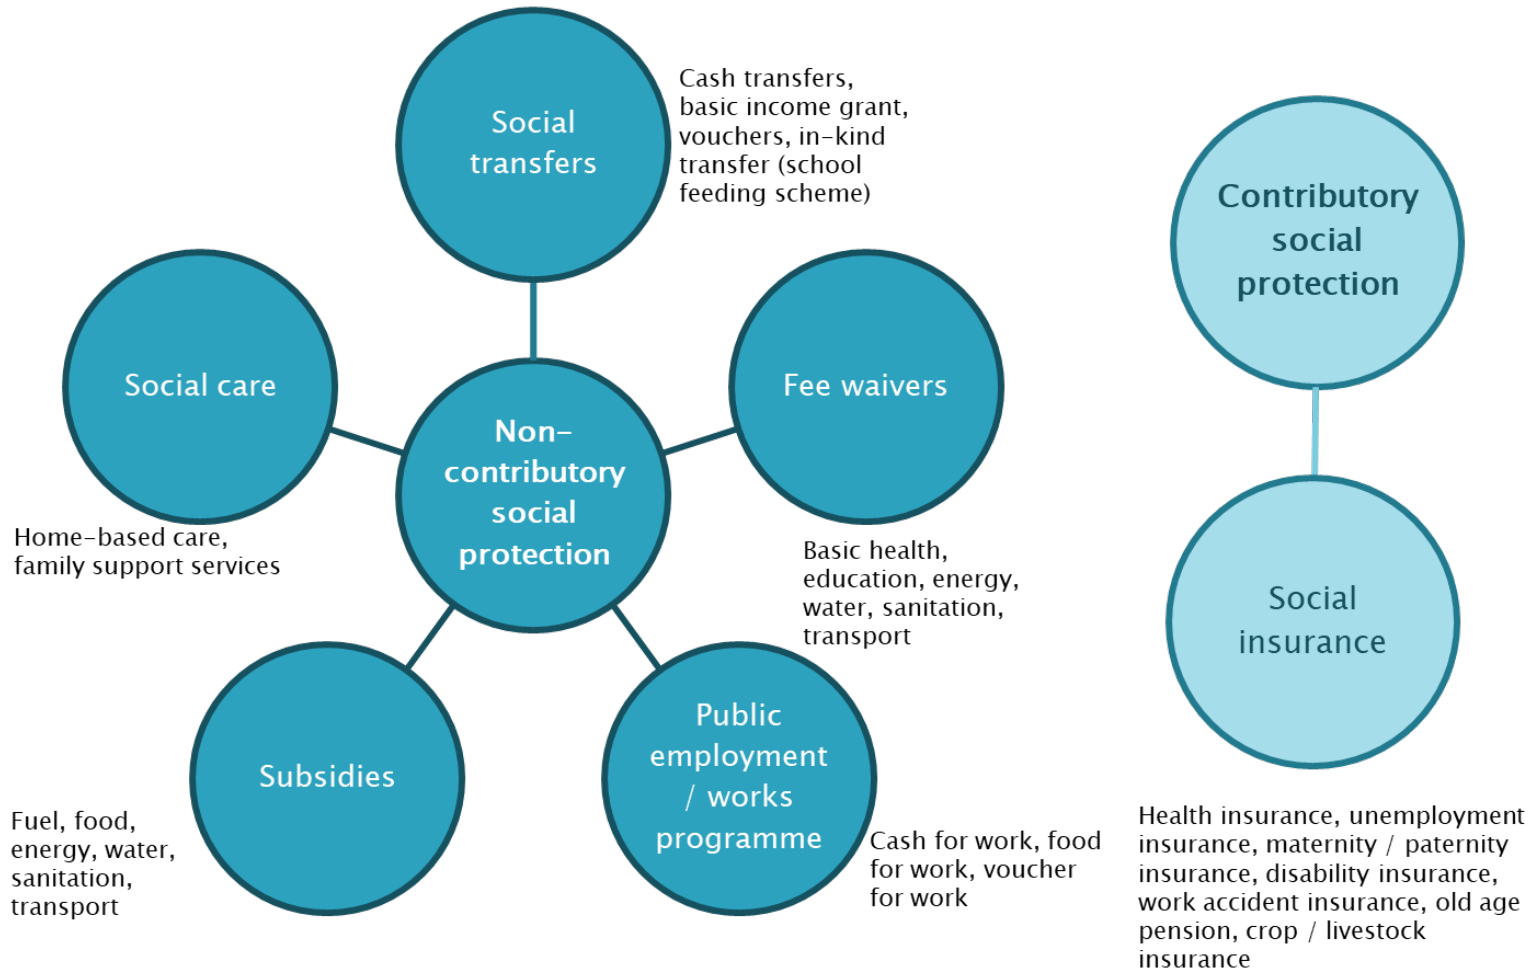 Social
transfers
Cash transfers,
basic income grant,
vouchers, in-kind
transfer (school
feeding scheme)
Social care
Home-based care,
family support services
Non-
contributory
social
protection
Fee waivers
Basic health,
education, energy,
water, sanitation,
transport
Subsidies
Fuel, food,
energy, water,
sanitation,
transport
Public
employment
/ works
programme
Cash for work, food
for work, voucher
for work
Contributory
social
protection
Social
insurance
Health insurance, unemployment
insurance, maternity / paternity
insurance, disability insurance,
work accident insurance, old age
pension, crop / livestock
insurance